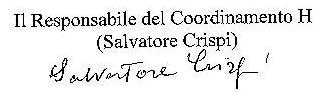 Il Responsabile del Coordinamento H
(Salvatore Crispi)
Salvatore Crispi